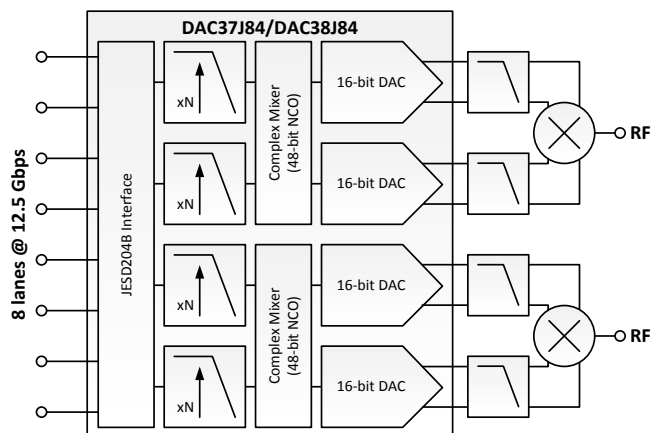 DAC37J84/DAC38J84
8 lanes @ 12.5 Gbps
JESD204B Interface
xN
Complex Mixer
(48-bit NCO)
16-bit DAC
xN
16-bit DAC
RF
xN
Complex Mixer
(48-bit NCO)
16-bit DAC
xN
16-bit DAC
RF